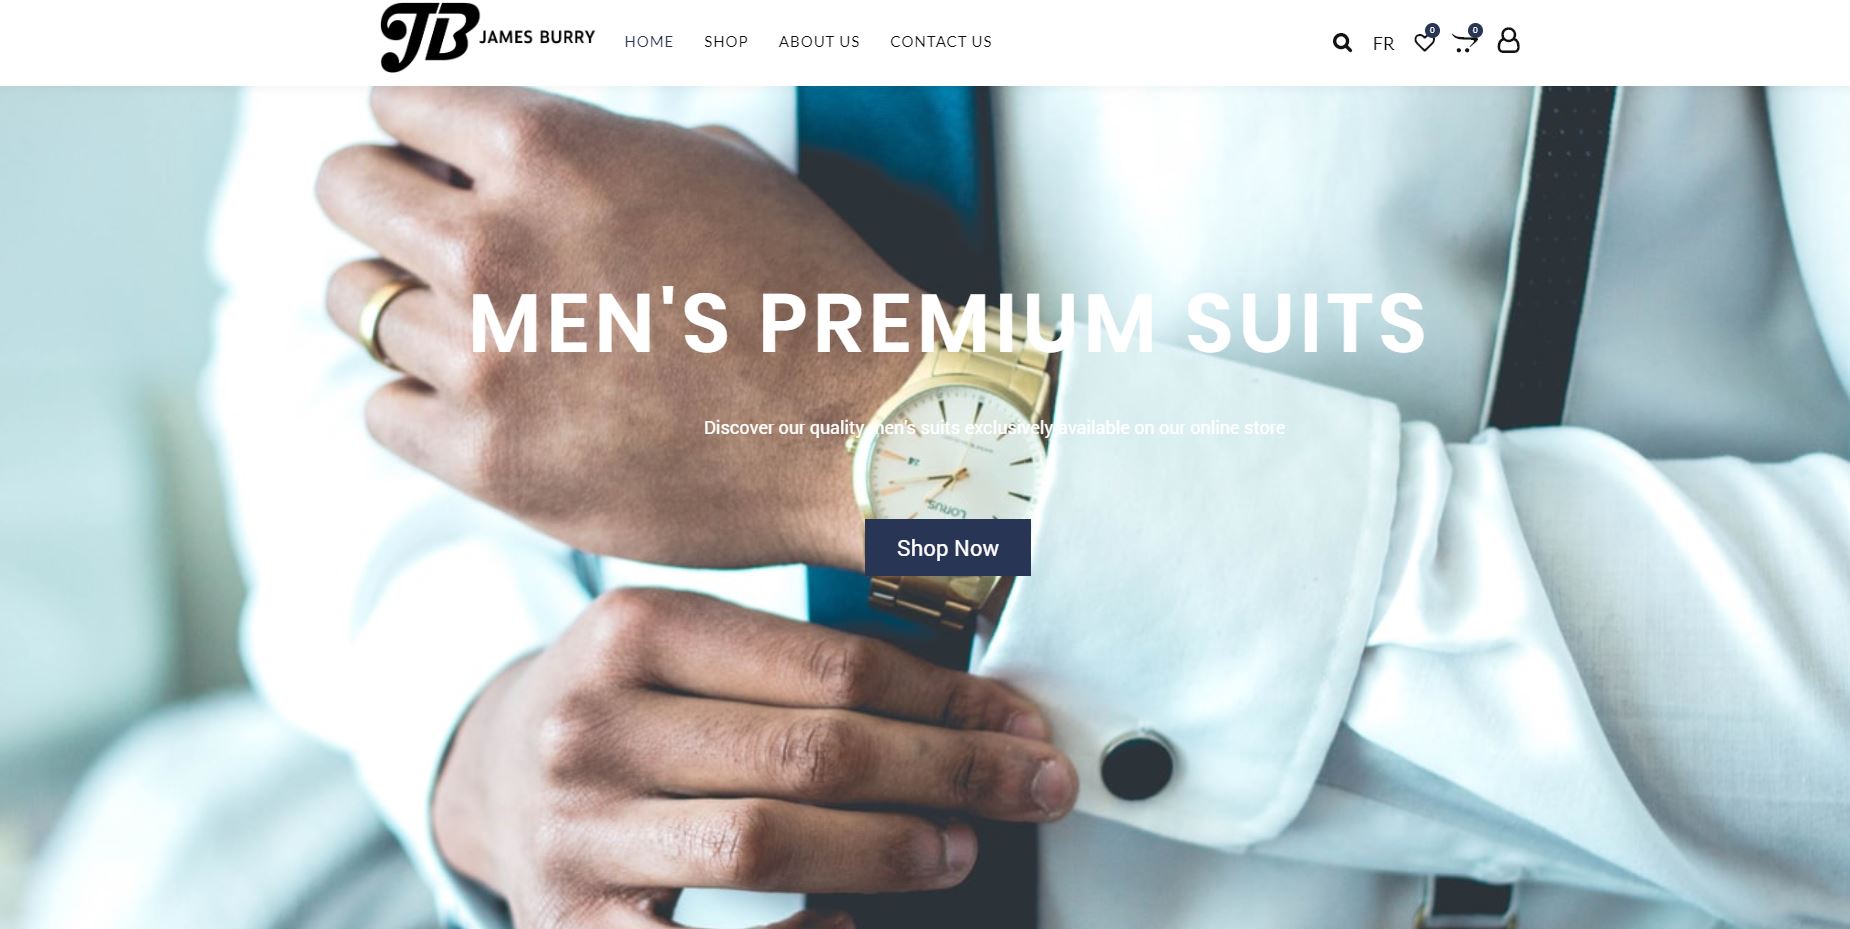 JB JAMES BURRY
HOME SHOP ABOUT US CONTACT US
FR 0 0
MEN'S PREMIUM SUITS
Discover our quality men's suits exclusively available on our online store
24
LORUS
Shop Now